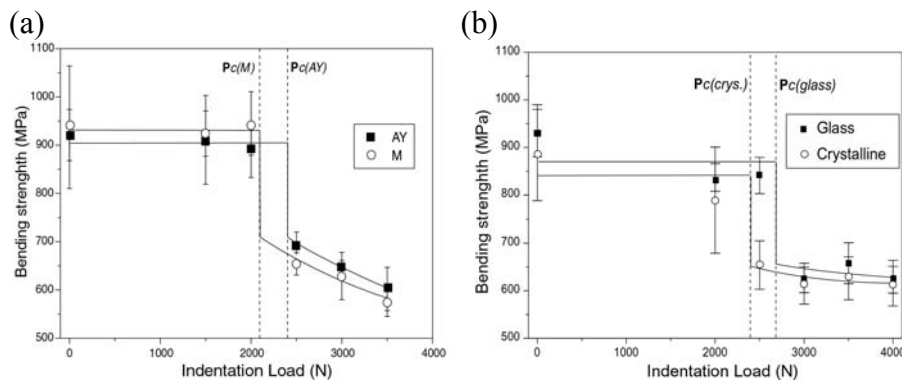 (a)
1100
1000
900
800
700
600
500
Bending strenghth (MPa)
Pc(M)
Pc(AY)
AY
M
0
1000
2000
3000
4000
Indentation Load (N)
(b)
1100
1000
900
800
700
600
500
Bending strenghth (MPa)
Pc(crys.)
Pc(glass)
Glass
Crystalline
0
1000
2000
3000
4000
Indentation Load (N)